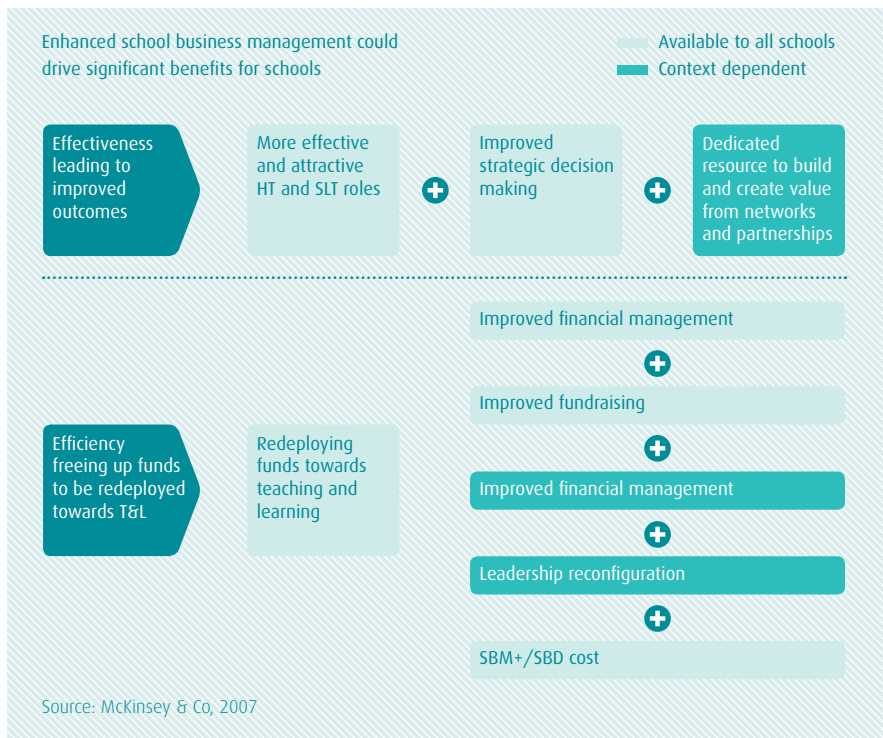 Enhanced school business management could
drive significant benefits for schools
Available to all schools
Context dependent
Effectiveness
leading to
improved
outcomes
More effective
and attractive
HT and SLT roles
Improved
strategic decision
making
Dedicated
resource to build
and create value
from networks
and partnerships
Efficiency
freeing up funds
to be redeployed
towards T&L
Redeploying
funds towards
teaching and
learning
Improved financial management
Improved fundraising
Improved financial management
Leadership reconfiguration
SBM+/SBD cost
Source: McKinsey & Co, 2007